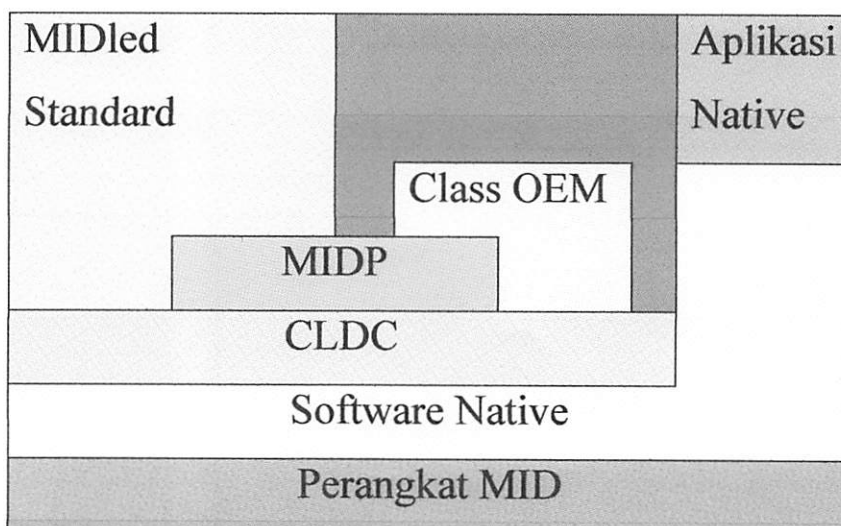 MIDled
Standard
Aplikasi
Native
Class OEM
MIDP
CLDC
Software Native
Perangkat MID